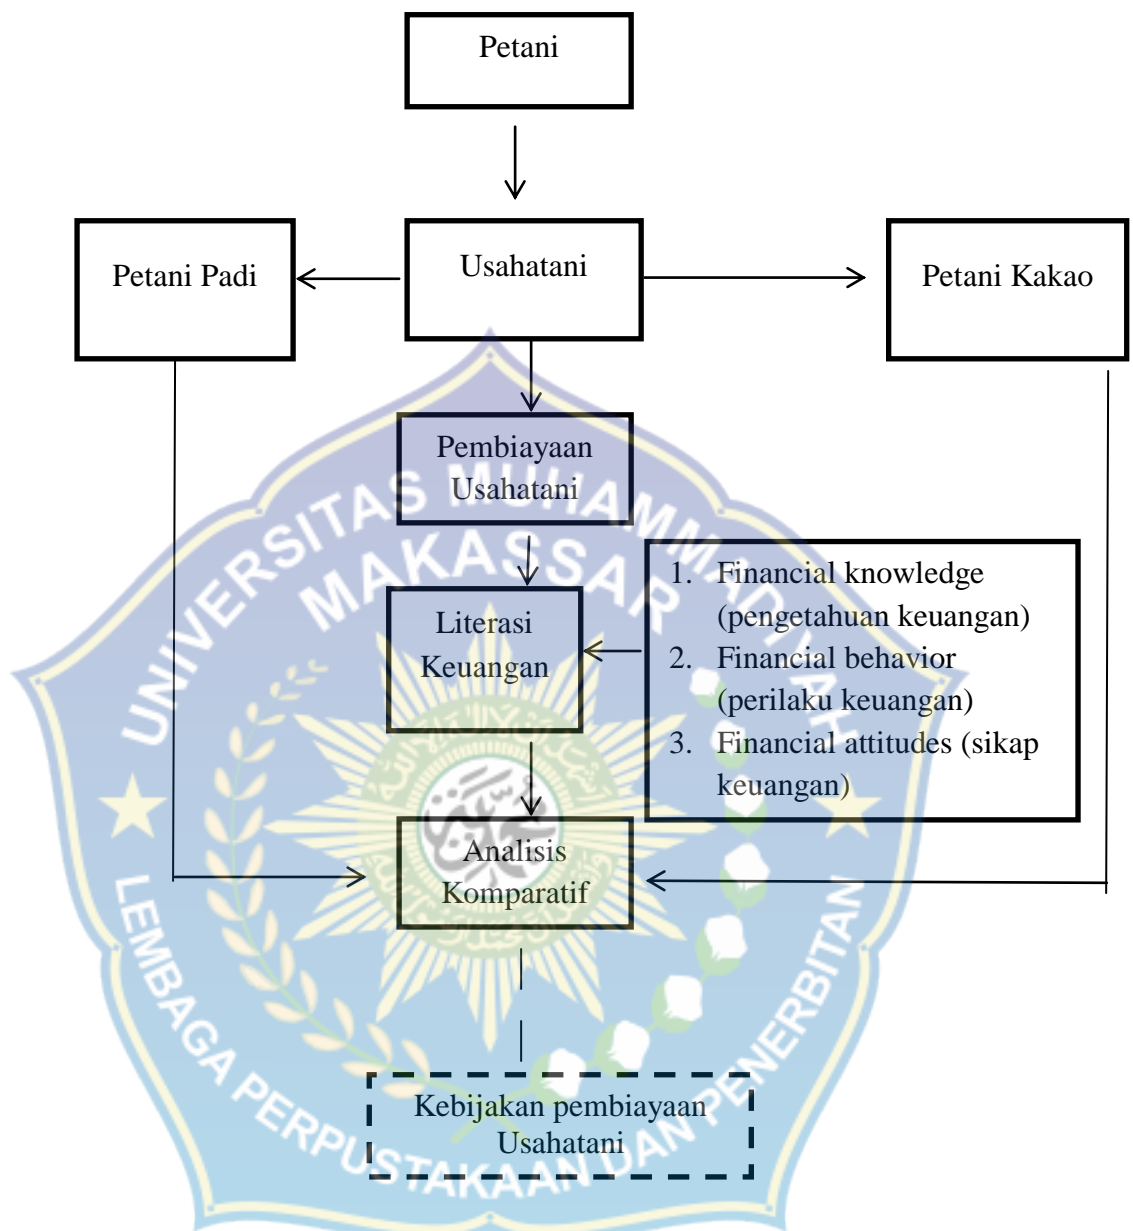 Petani
Petani Padi
Usahatani
Petani Kakao
Pembiayaan
Usahatani
UNIVERSITAS MUHAMMADIYAH
MAKASSAR
1. Financial knowledge
(pengetahuan keuangan)
2. Financial behavior
(perilaku keuangan)
3. Financial attitudes (sikap
keuangan)
Literasi
Keuangan
Analisis
Komparatif
Kebijakan pembiayaan
Usahatani
LEMBAGA PERPUSTAKAAN DAN PENERBITAN